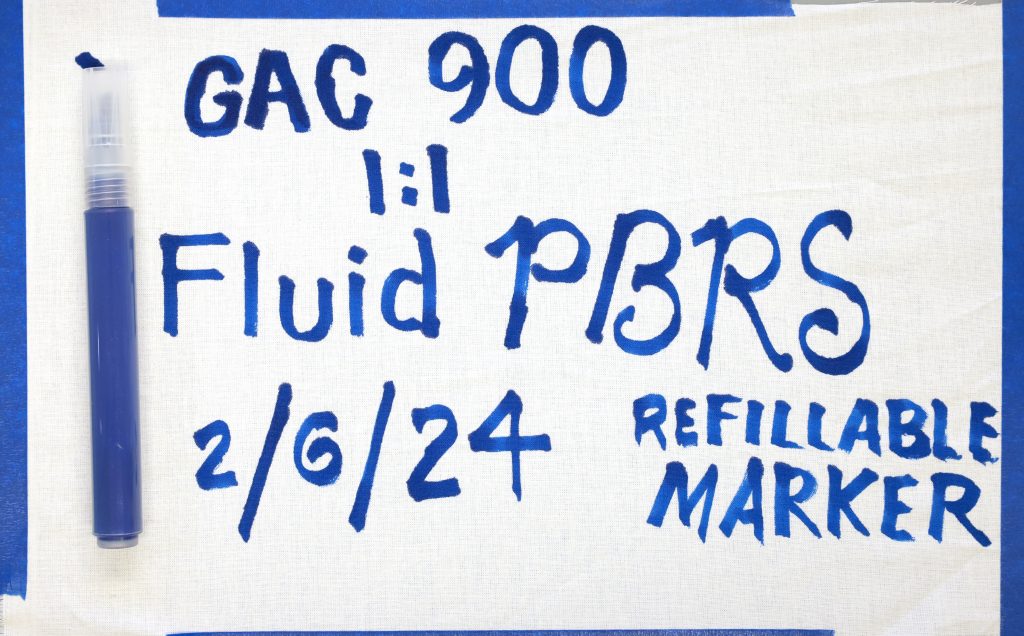 GAC 900
1:1
Fluid PBRS
2/6/24
REFILLABLE
MARKER